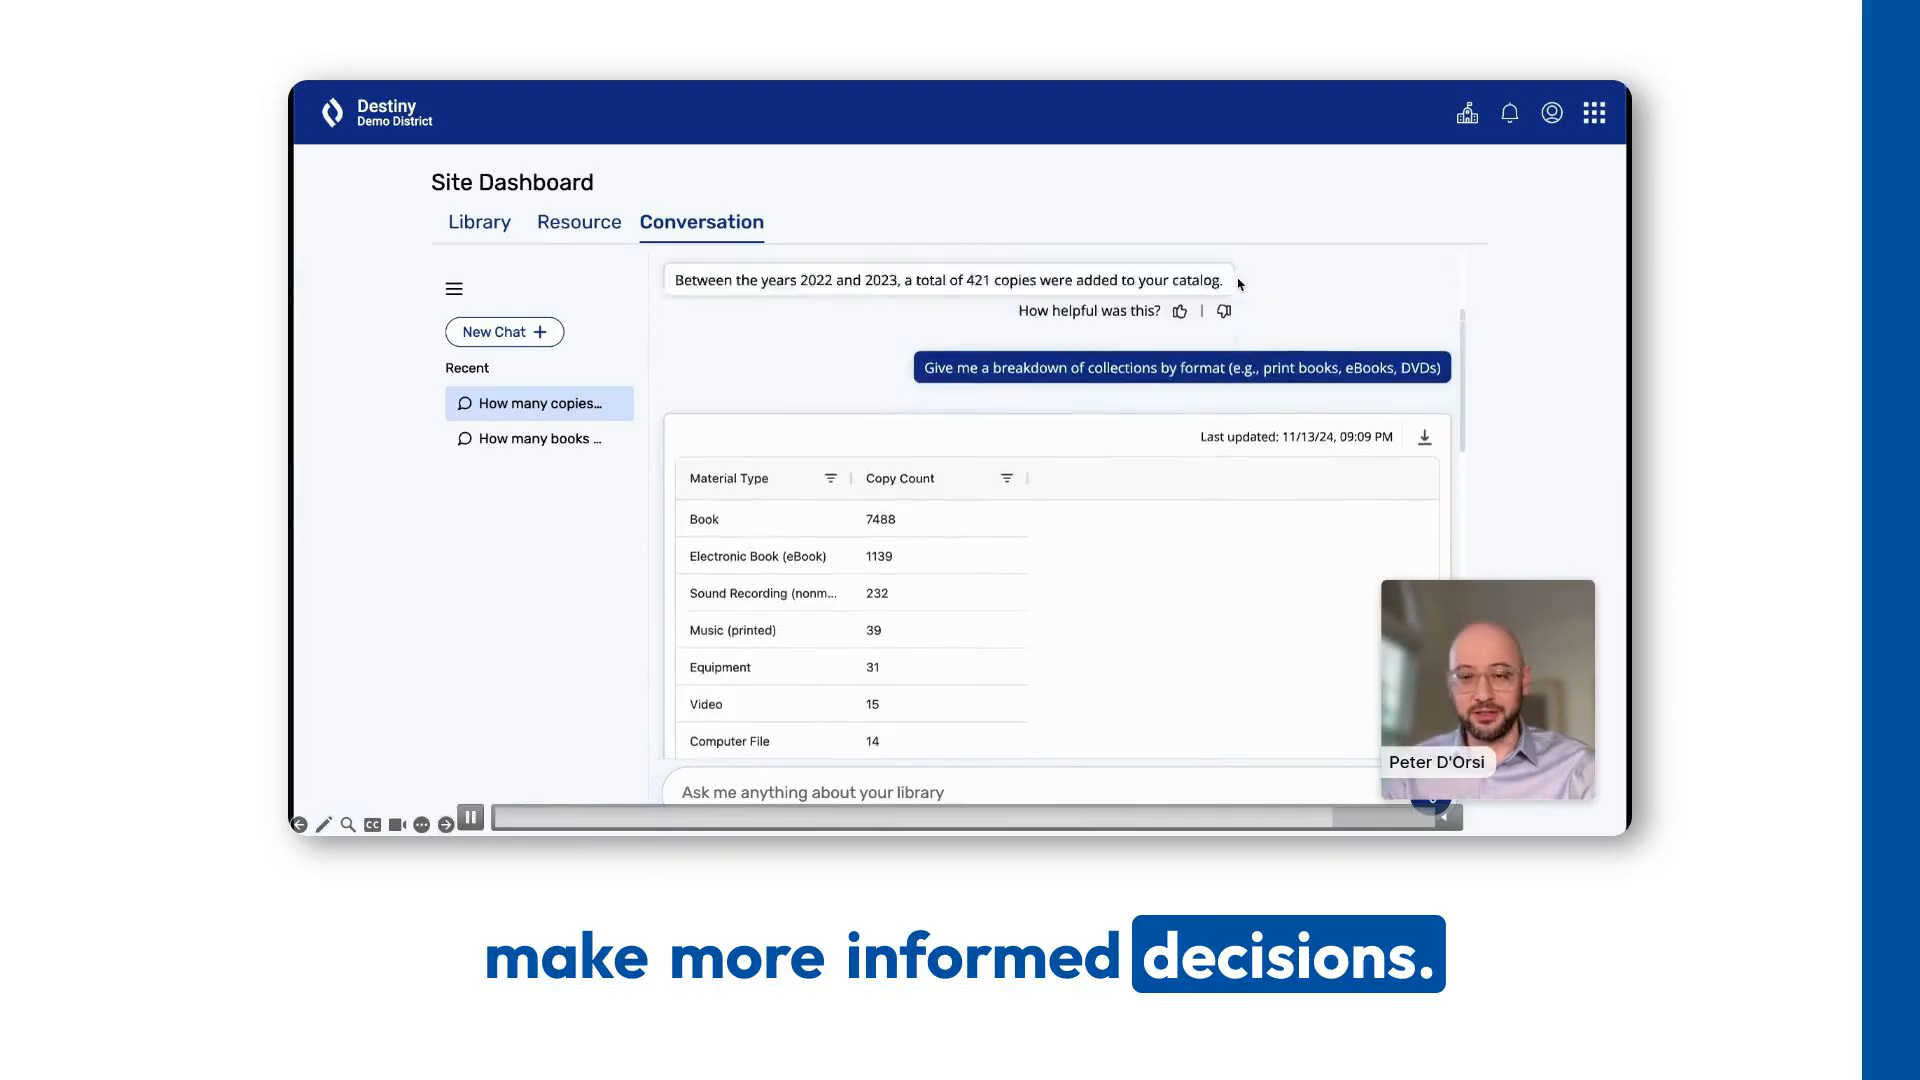 Destiny
Demo District
Site Dashboard
Library Resource Conversation
Between the years 2022 and 2023, a total of 421 copies were added to your catalog.
How helpful was this?
New Chat +
Recent
How many copies...
How many books ...
Give me a breakdown of collections by format (e.g., print books, eBooks, DVDs)
Last updated: 11/13/24, 09:09 PM
Material Type Copy Count
Book 7488
Electronic Book (eBook) 1139
Sound Recording (nonm... 232
Music (printed) 39
Equipment 31
Video 15
Computer File 14
Peter D'Orsi
Ask me anything about your library
CC
make more informed decisions.